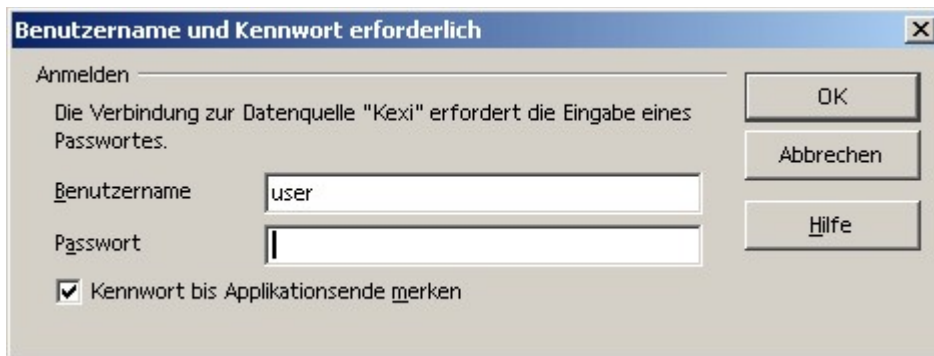 Benutzername und Kennwort erforderlich
Anmelden
Die Verbindung zur Datenquelle "Kexi" erfordert die Eingabe eines
Passwortes.
Benutzername
user
Passwort
Kennwort bis Applikationsende merken
OK
Abbrechen
Hilfe